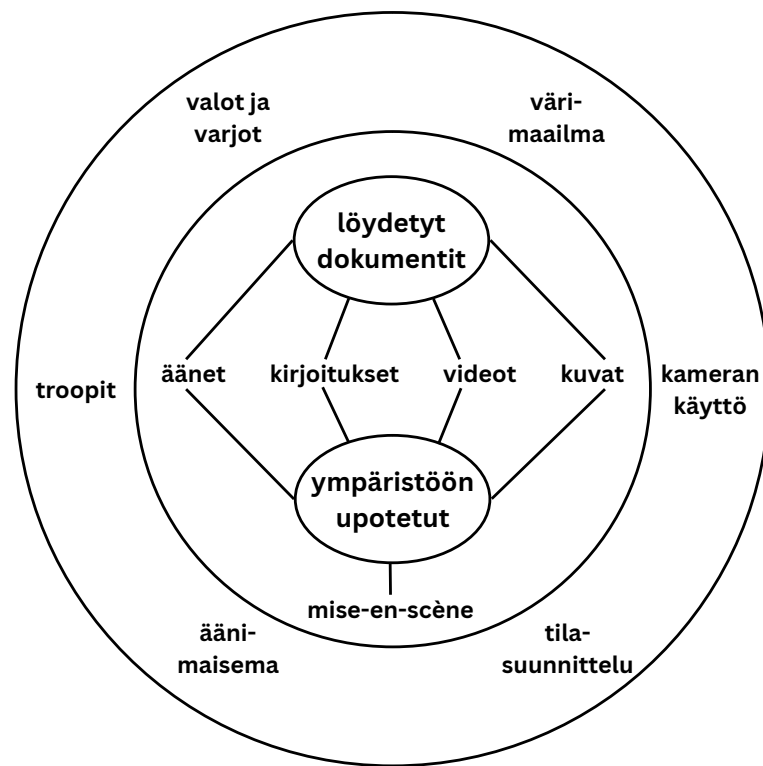 valot ja
varjot
väri-
maailma
löydetyt
dokumentit
troopit
äänet
kirjoitukset
videot
kuvat
kameran
käyttö
ympäristöön
upotetut
mise-en-scène
ääni-
maisema
tila-
suunnittelu